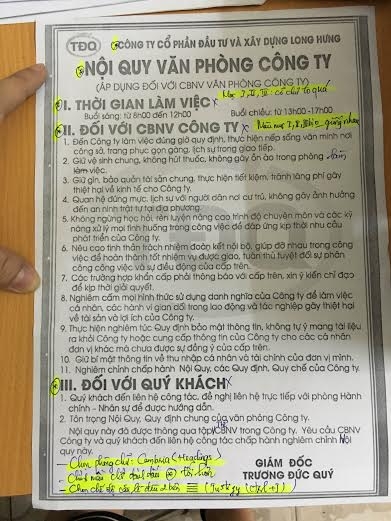 TĐQ CÔNG TY CỔ PHẦN ĐẦU TƯ VÀ XÂY DỰNG LONG HƯNG
NỘI QUY VĂN PHÒNG CÔNG TY
(ÁP DỤNG ĐỐI VỚI CBNV VĂN PHÒNG CÔNG TY)
Mục I, II, III có chữ to quá
I. THỜI GIAN LÀM VIỆC
Buổi sáng: từ 8h00 đến 12h00 Buổi chiều: từ 13h00 -17h00
II. ĐỐI VỚI CBNV CÔNG TY
1. Đến Công ty làm việc đúng giờ quy định, thực hiện nếp sống văn minh nơi
công sở, trang phục gọn gàng, lịch sự trong giao tiếp.
2. Giữ vệ sinh chung, không hút thuốc, không gây ồn ào trong phòng
làm việc.
3. Giữ gìn, bảo quản tài sản chung, thực hiện tiết kiệm, tránh lãng phí gây
thiệt hại về kinh tế cho Công ty.
4. Quan hệ đúng mực, lịch sự với người dân nơi cư trú, không gây ảnh hưởng
đến an ninh trật tự tại địa phương.
5. Không ngừng học hỏi rèn luyện nâng cao trình độ chuyên môn và các kỹ
năng xử lý mọi tình huống trong công việc để đáp ứng kịp thời nhu cầu
phát triển của Công ty.
6. Nêu cao tinh thần trách nhiệm đoàn kết nội bộ, giúp đỡ nhau trong công
việc để hoàn thành tốt nhiệm vụ được giao, tuân thủ tuyệt đối sự phân
công công việc và sự điều động của cấp trên.
7. Các trường hợp khẩn cấp phải thông báo với cấp trên, xin ý kiến chỉ đạo
để kịp thời giải quyết.
8. Nghiêm cấm mọi hình thức sử dụng danh nghĩa của Công ty để làm việc
cá nhân, các hành vi gian dối trong lao động và tác nghiệp gây thiệt hại
về tài sản và lợi ích của Công ty.
9. Thực hiện nghiêm túc Quy định bảo mật thông tin, không tự ý mang tài liệu
ra khỏi Công ty hoặc cung cấp thông tin của Công ty cho các cá nhân
đơn vị khác mà chưa được sự đồng ý của cấp trên.
10. Giữ bí mật thông tin về thu nhập cá nhân và tài chính của đơn vị mình.
11. Nghiêm chỉnh chấp hành Nội Quy, các Quy định, Quy chế của Công ty.
III. ĐỐI VỚI QUÝ KHÁCH
1. Quý khách đến liên hệ công tác, đề nghị liên hệ trực tiếp với phòng Hành
chính - Nhân sự để được hướng dẫn.
2. Tôn trọng Nội Quy, Quy định chung của văn phòng Công ty.
Nội quy này đã được thông qua tập CBNV trong Công ty. Yêu cầu CBNV
Công ty và quý khách đến liên hệ công tác chấp hành nghiêm chỉnh Nội
quy này.
GIÁM ĐỐC
TRƯƠNG ĐỨC QUÝ
- Chọn phông chữ: Cambria (Headings)